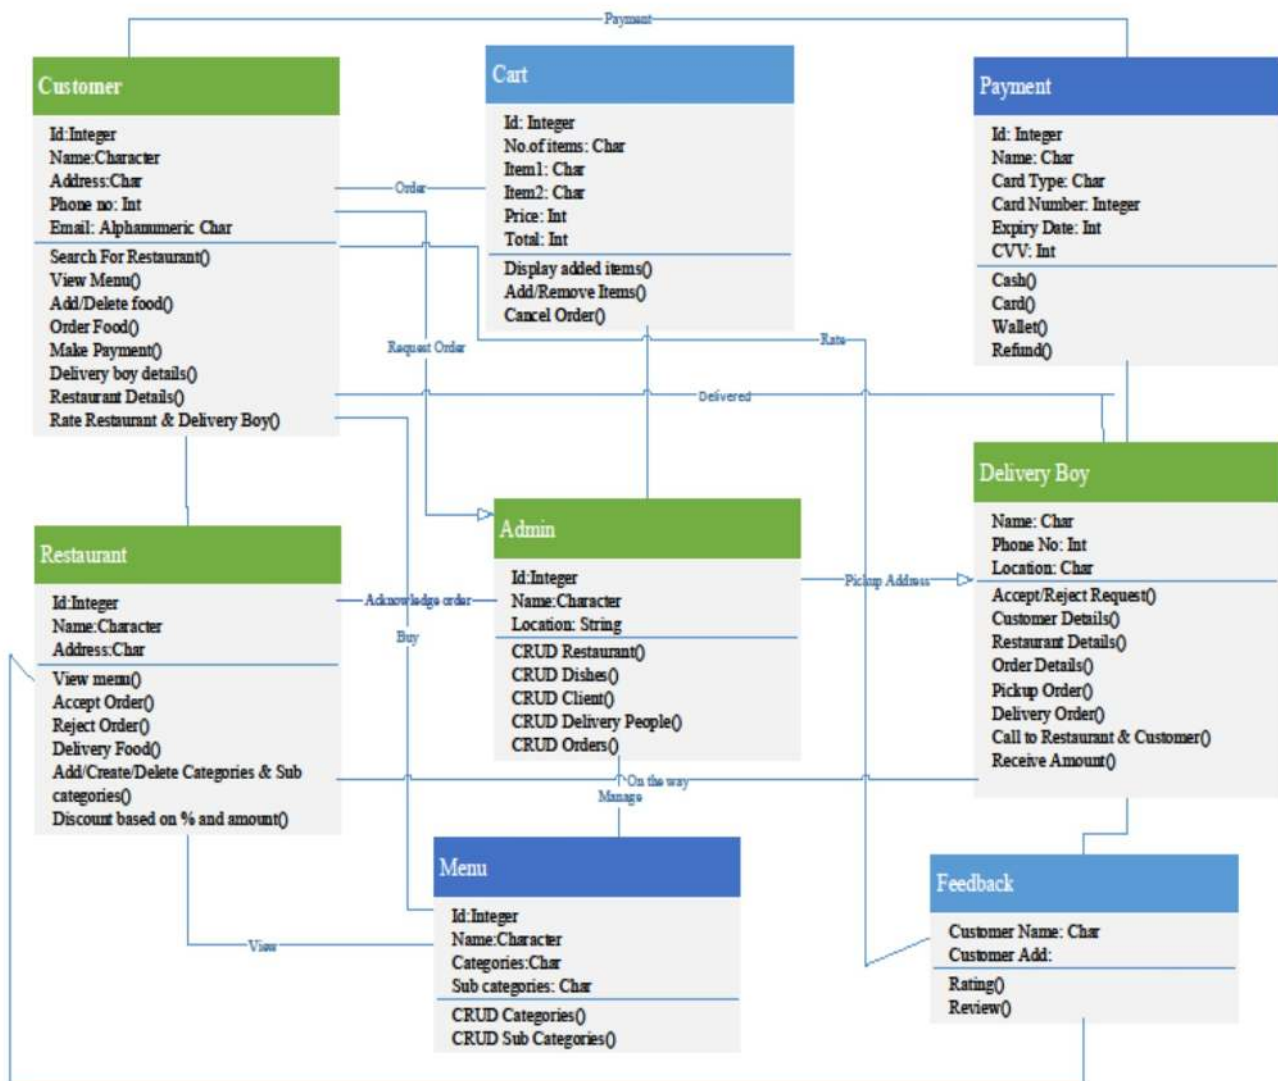 Payment
Customer
Id:Integer
Name:Character
Address:Char
Phone no: Int
Email: Alphanumeric Char
Search For Restaurant()
View Menu()
Add/Delete food()
Order Food()
Make Payment()
Delivery boy details()
Restaurant Details()
Rate Restaurant & Delivery Boy()
Order
Cart
Id: Integer
No.of items: Char
Item1: Char
Item2: Char
Price: Int
Total: Int
Display added items()
Add/Remove Items()
Cancel Order()
Payment
Id: Integer
Name: Char
Card Type: Char
Card Number: Integer
Expiry Date: Int
CVV: Int
Cash()
Card()
Wallet()
Refund()
Request Order
Rate
Delivered
Restaurant
Id:Integer
Name:Character
Address:Char
View menu()
Accept Order()
Reject Order()
Delivery Food()
Add/Create/Delete Categories & Sub
categories()
Discount based on % and amount()
Acknowledge order
Buy
Admin
Id:Integer
Name:Character
Location: String
CRUD Restaurant()
CRUD Dishes()
CRUD Client()
CRUD Delivery People()
CRUD Orders()
Pickup Address
Delivery Boy
Name: Char
Phone No: Int
Location: Char
Accept/Reject Request()
Customer Details()
Restaurant Details()
Order Details()
Pickup Order()
Delivery Order()
Call to Restaurant & Customer()
Receive Amount()
On the way
Manage
View
Menu
Id:Integer
Name:Character
Categories:Char
Sub categories: Char
CRUD Categories()
CRUD Sub Categories()
Feedback
Customer Name: Char
Customer Add:
Rating()
Review()